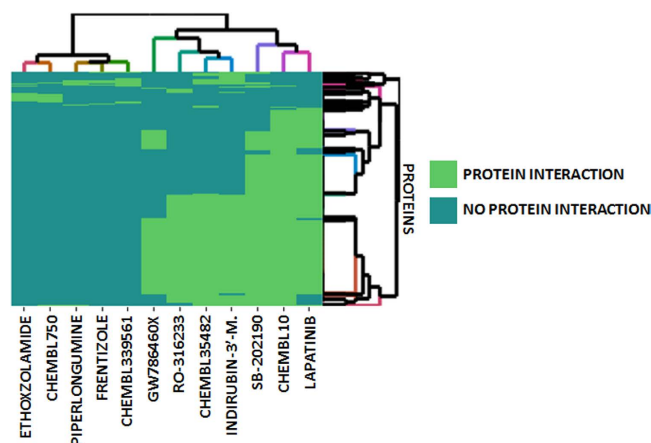 PROTEINS
PROTEIN INTERACTION
NO PROTEIN INTERACTION
ETHOXZOLAMIDE
CHEMBL750
PIPERLONGUMINE
FRENTIZOLE
CHEMBL339561
GW786460X
RO-316233
CHEMBL35482
INDIRUBIN-3'-M.
SB-202190
CHEMBL10
LAPATINIB